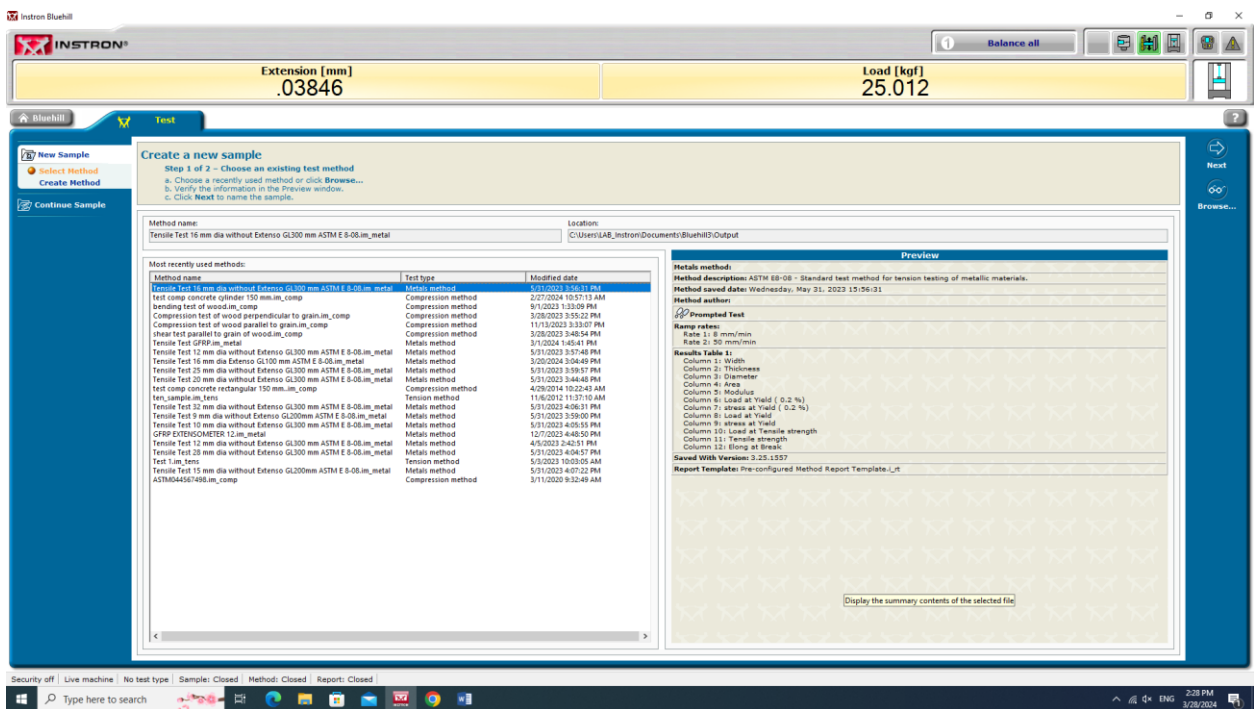 Instron Bluehill
INSTRON®
1 Balance all
Extension [mm]
.03846
Load [kgf]
25.012
Bluehill
Test
?
New Sample
Select Method
Create Method
Continue Sample
Create a new sample
Step 1 of 2 – Choose an existing test method
a. Choose a recently used method or click Browse...
b. Verify the information in the Preview window.
c. Click Next to name the sample.
Next
Browse...
Method name:
Tensile Test 16 mm dia without Extenso GL300 mm ASTM E 8-08.im_metal
Location:
C:\Users\LAB_Instron\Documents\Bluehill3\Output
Most recently used methods:
Method name Test type Modified date
Tensile Test 16 mm dia without Extenso GL300 mm ASTM E 8-08.im_metal Metals method 5/31/2023 3:56:31 PM
test comp concrete cylinder 150 mm.im_comp Compression method 2/27/2024 10:57:13 AM
bending test of wood.im_comp Compression method 9/1/2023 1:33:09 PM
Compression test of wood perpendicular to grain.im_comp Compression method 3/28/2023 3:55:22 PM
Compression test of wood parallel to grain.im_comp Compression method 11/13/2023 3:33:07 PM
shear test parallel to grain of wood.im_comp Compression method 3/28/2023 3:48:54 PM
Tensile Test GFRP.im_metal Metals method 3/1/2024 1:45:41 PM
Tensile Test 12 mm dia without Extenso GL300 mm ASTM E 8-08.im_metal Metals method 5/31/2023 3:57:48 PM
Tensile Test 16 mm dia Extenso GL100 mm ASTM E 8-08.im_metal Metals method 3/20/2024 3:04:49 PM
Tensile Test 25 mm dia without Extenso GL300 mm ASTM E 8-08.im_metal Metals method 5/31/2023 3:59:57 PM
Tensile Test 20 mm dia without Extenso GL300 mm ASTM E 8-08.im_metal Metals method 5/31/2023 3:44:48 PM
test comp concrete rectangular 150 mm..im_comp Compression method 4/29/2014 10:22:43 AM
ten_sample.im_tens Tension method 11/6/2012 11:37:10 AM
Tensile Test 32 mm dia without Extenso GL300 mm ASTM E 8-08.im_metal Metals method 5/31/2023 4:06:31 PM
Tensile Test 9 mm dia without Extenso GL200mm ASTM E 8-08.im_metal Metals method 5/31/2023 3:59:00 PM
Tensile Test 10 mm dia without Extenso GL300 mm ASTM E 8-08.im_metal Metals method 5/31/2023 4:05:55 PM
GFRP EXTENSOMETER 12.im_metal Metals method 12/7/2023 4:48:50 PM
Tensile Test 12 mm dia without Extenso GL300 mm ASTM E 8-08.im_metal Metals method 4/5/2023 2:42:51 PM
Tensile Test 28 mm dia without Extenso GL300 mm ASTM E 8-08.im_metal Metals method 5/31/2023 4:04:57 PM
Test 1.im_tens Tension method 5/3/2023 10:03:05 AM
Tensile Test 15 mm dia without Extenso GL200mm ASTM E 8-08.im_metal Metals method 5/31/2023 4:07:22 PM
ASTM044567498.im_comp Compression method 3/11/2020 9:32:49 AM
Preview
Metals method:
Method description: ASTM E8-08 - Standard test method for tension testing of metallic materials.
Method saved date: Wednesday, May 31, 2023 15:56:31
Method author:
Prompted Test
Ramp rates:
Rate 1: 8 mm/min
Rate 2: 50 mm/min
Results Table 1:
Column 1: Width
Column 2: Thickness
Column 3: Diameter
Column 4: Area
Column 5: Modulus
Column 6: Load at Yield ( 0.2 %)
Column 7: stress at Yield ( 0.2 %)
Column 8: Load at Yield
Column 9: stress at Yield
Column 10: Load at Tensile strength
Column 11: Tensile strength
Column 12: Elong at Break
Saved With Version: 3.25.1557
Report Template: Pre-configured Method Report Template.i_rt
Display the summary contents of the selected file
Security off Live machine No test type Sample: Closed Method: Closed Report: Closed
Type here to search
ENG
2:28 PM
3/28/2024